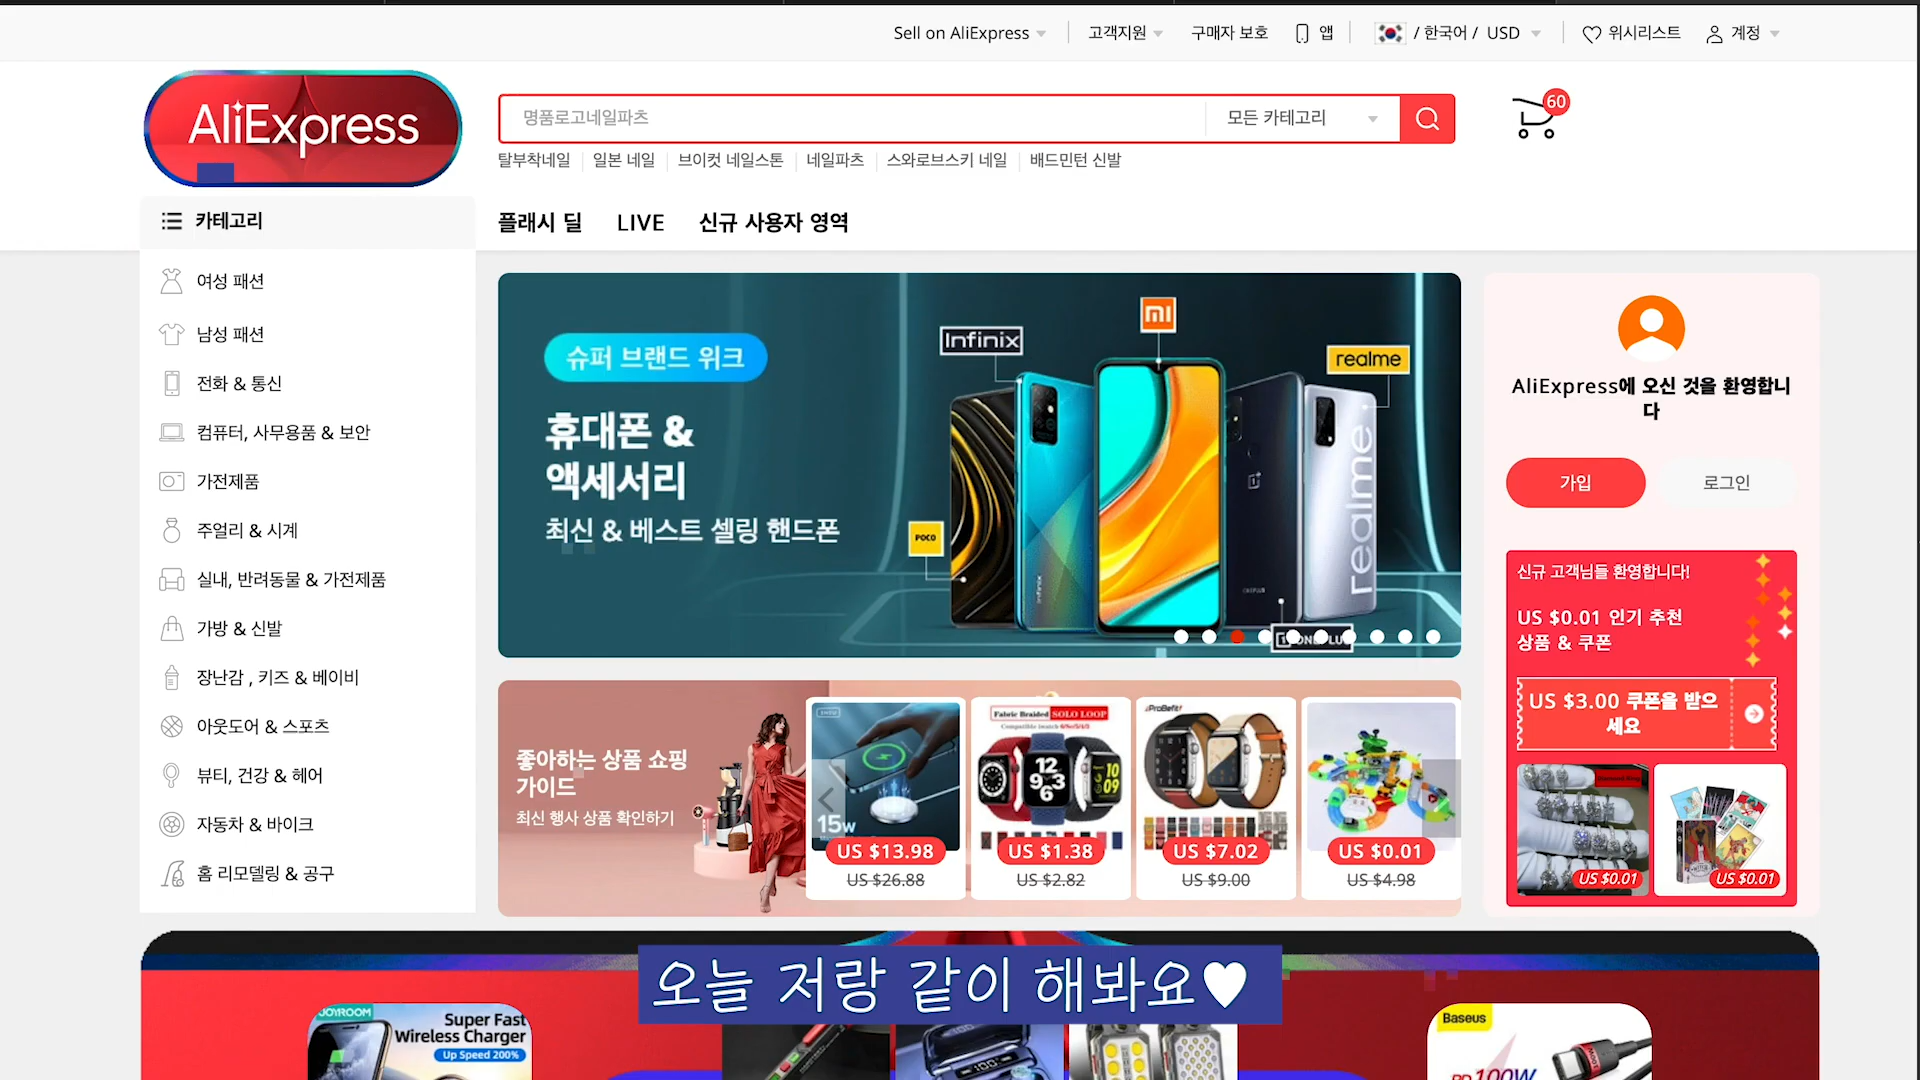 Sell on AliExpress
고객지원
구매자 보호
앱
/ 한국어 / USD
위시리스트
계정
AliExpress
명품로고네일파츠
모든 카테고리
60
탈부착네일
일본 네일
브이컷 네일스톤
네일파츠
스와로브스키 네일
배드민턴 신발
카테고리
플래시 딜
LIVE
신규 사용자 영역
여성 패션
남성 패션
전화 & 통신
컴퓨터, 사무용품 & 보안
가전제품
주얼리 & 시계
실내, 반려동물 & 가전제품
가방 & 신발
장난감 , 키즈 & 베이비
아웃도어 & 스포츠
뷰티, 건강 & 헤어
자동차 & 바이크
홈 리모델링 & 공구
슈퍼 브랜드 위크
휴대폰 &
액세서리
최신 & 베스트 셀링 핸드폰
Infinix
mi
realme
POCO
Infinix
realme
ONEPLUS
AliExpress에 오신 것을 환영합니
다
가입
로그인
신규 고객님들 환영합니다!
US $0.01 인기 추천
상품 & 쿠폰
US $3.00 쿠폰을 받으
세요
US $0.01
US $0.01
좋아하는 상품 쇼핑
가이드
최신 행사 상품 확인하기
15w
US $13.98
US $26.88
Fabric Braided SOLO LOOP
12
9 3
6
10
09
US $1.38
US $2.82
ProBefit
US $7.02
US $9.00
US $0.01
US $4.98
오늘 저랑 같이 해봐요♥
JOYROOM
Super Fast
Wireless Charger
Up Speed 200%
Baseus
PD 100W